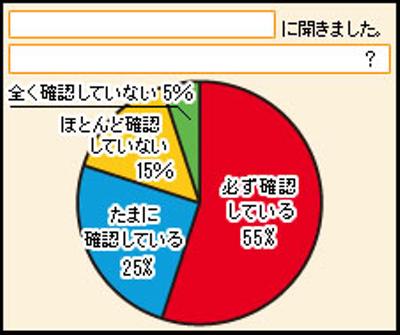 に聞きました。
?
全く確認していない 5%
ほとんど確認
していない
15%
必ず確認
している
55%
たまに
確認している
25%